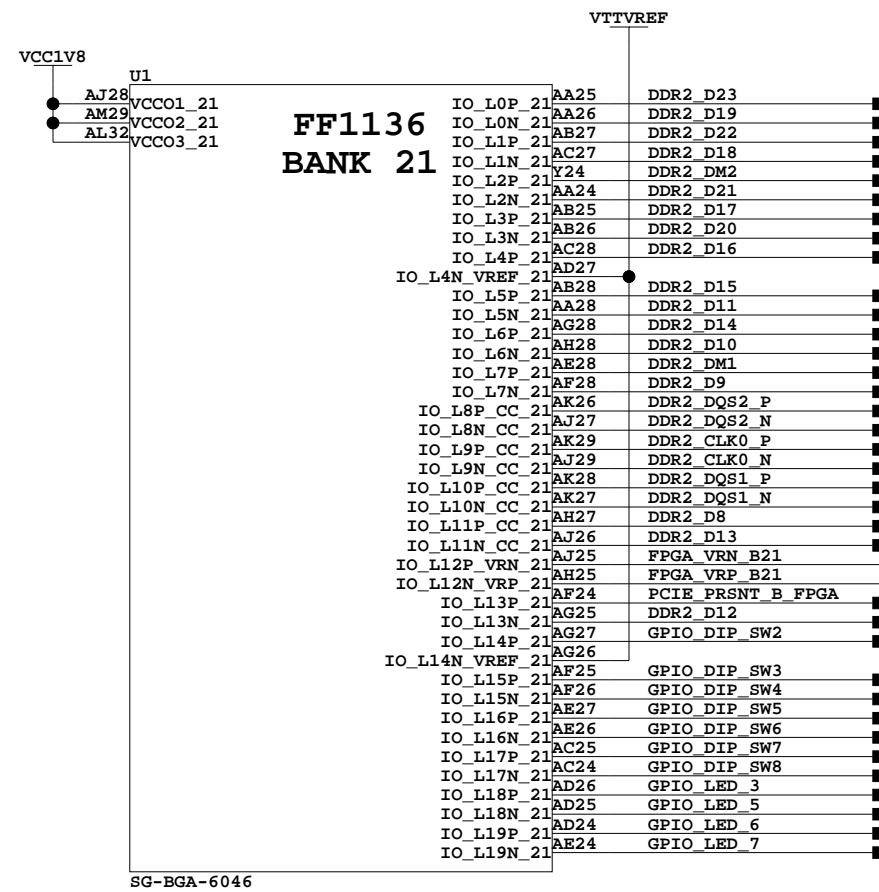 VTTVREF
VCC1V8
U1
FF1136
BANK 21
AJ28 VCCO1_21
AM29 VCCO2_21
AL32 VCCO3_21
IO_L0P_21 AA25 DDR2_D23
IO_L0N_21 AA26 DDR2_D19
IO_L1P_21 AB27 DDR2_D22
IO_L1N_21 AC27 DDR2_D18
IO_L2P_21 Y24 DDR2_DM2
IO_L2N_21 AA24 DDR2_D21
IO_L3P_21 AB25 DDR2_D17
IO_L3N_21 AB26 DDR2_D20
IO_L4P_21 AC28 DDR2_D16
IO_L4N_VREF_21 AD27
IO_L5P_21 AB28 DDR2_D15
IO_L5N_21 AA28 DDR2_D11
IO_L6P_21 AG28 DDR2_D14
IO_L6N_21 AH28 DDR2_D10
IO_L7P_21 AE28 DDR2_DM1
IO_L7N_21 AF28 DDR2_D9
IO_L8P_CC_21 AK26 DDR2_DQS2_P
IO_L8N_CC_21 AJ27 DDR2_DQS2_N
IO_L9P_CC_21 AK29 DDR2_CLK0_P
IO_L9N_CC_21 AJ29 DDR2_CLK0_N
IO_L10P_CC_21 AK28 DDR2_DQS1_P
IO_L10N_CC_21 AK27 DDR2_DQS1_N
IO_L11P_CC_21 AH27 DDR2_D8
IO_L11N_CC_21 AJ26 DDR2_D13
IO_L12P_VRN_21 AJ25 FPGA_VRN_B21
IO_L12N_VRP_21 AH25 FPGA_VRP_B21
IO_L13P_21 AF24 PCIE_PRSNT_B_FPGA
IO_L13N_21 AG25 DDR2_D12
IO_L14P_21 AG27 GPIO_DIP_SW2
IO_L14N_VREF_21 AG26
IO_L15P_21 AF25 GPIO_DIP_SW3
IO_L15N_21 AF26 GPIO_DIP_SW4
IO_L16P_21 AE27 GPIO_DIP_SW5
IO_L16N_21 AE26 GPIO_DIP_SW6
IO_L17P_21 AC25 GPIO_DIP_SW7
IO_L17N_21 AC24 GPIO_DIP_SW8
IO_L18P_21 AD26 GPIO_LED_3
IO_L18N_21 AD25 GPIO_LED_5
IO_L19P_21 AD24 GPIO_LED_6
IO_L19N_21 AE24 GPIO_LED_7
SG-BGA-6046